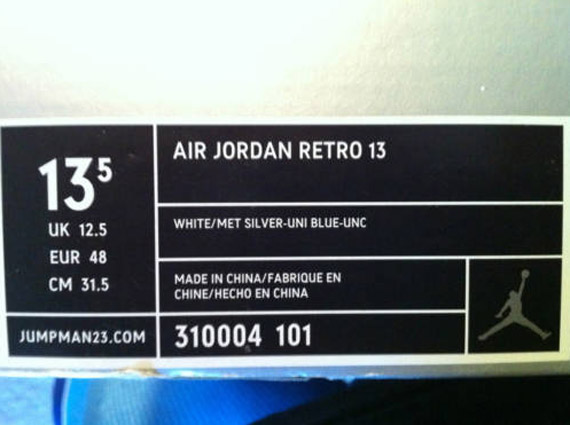 13⁵
UK 12.5
EUR 48
CM 31.5
JUMPMAN23.COM
AIR JORDAN RETRO 13
WHITE/MET SILVER-UNI BLUE-UNC
MADE IN CHINA/FABRIQUE EN
CHINE/HECHO EN CHINA
310004 101